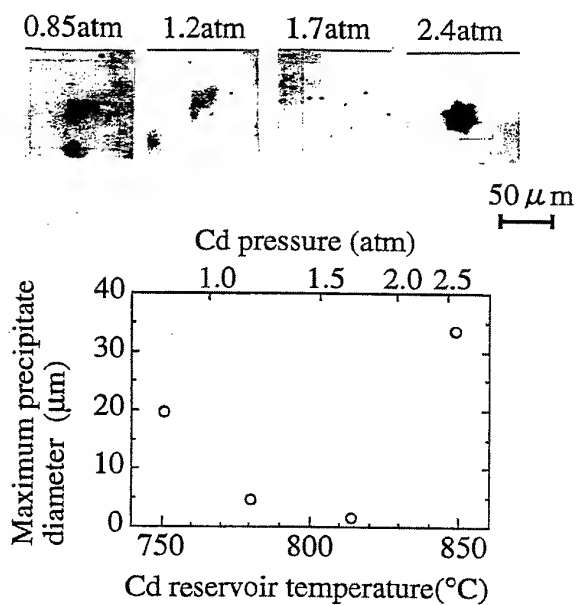 0.85atm 1.2atm 1.7atm 2.4atm
50 μm
Cd pressure (atm)
1.0 1.5 2.0 2.5
40
30
20
10
0
Maximum precipitate
diameter (μm)
750 800 850
Cd reservoir temperature(°C)